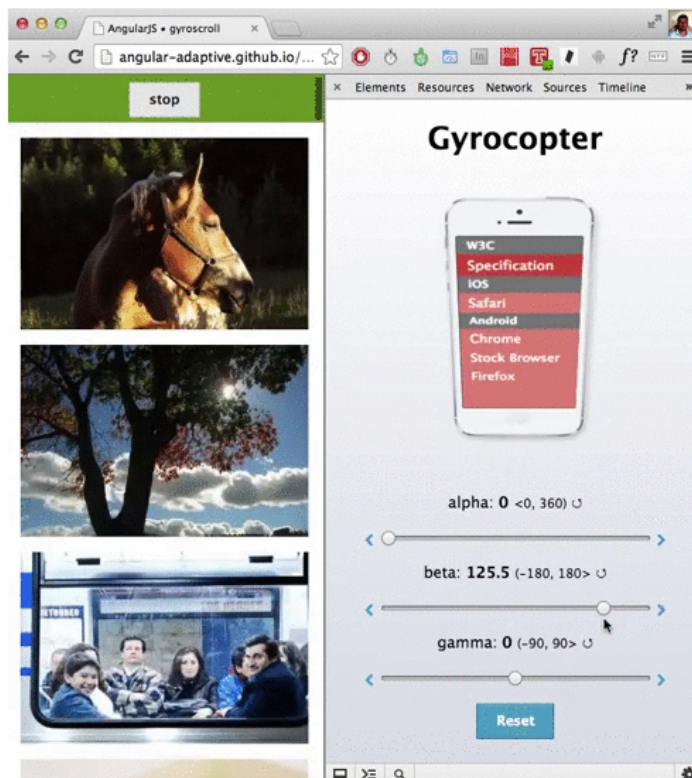 AngularJS • gyroscroll
angular-adaptive.github.io/...
f?
stop
Elements Resources Network Sources Timeline
Gyrocopter
W3C
Specification
iOS
Safari
Android
Chrome
Stock Browser
Firefox
alpha: 0 <0, 360)
beta: 125.5 (-180, 180>
gamma: 0 (-90, 90>
Reset